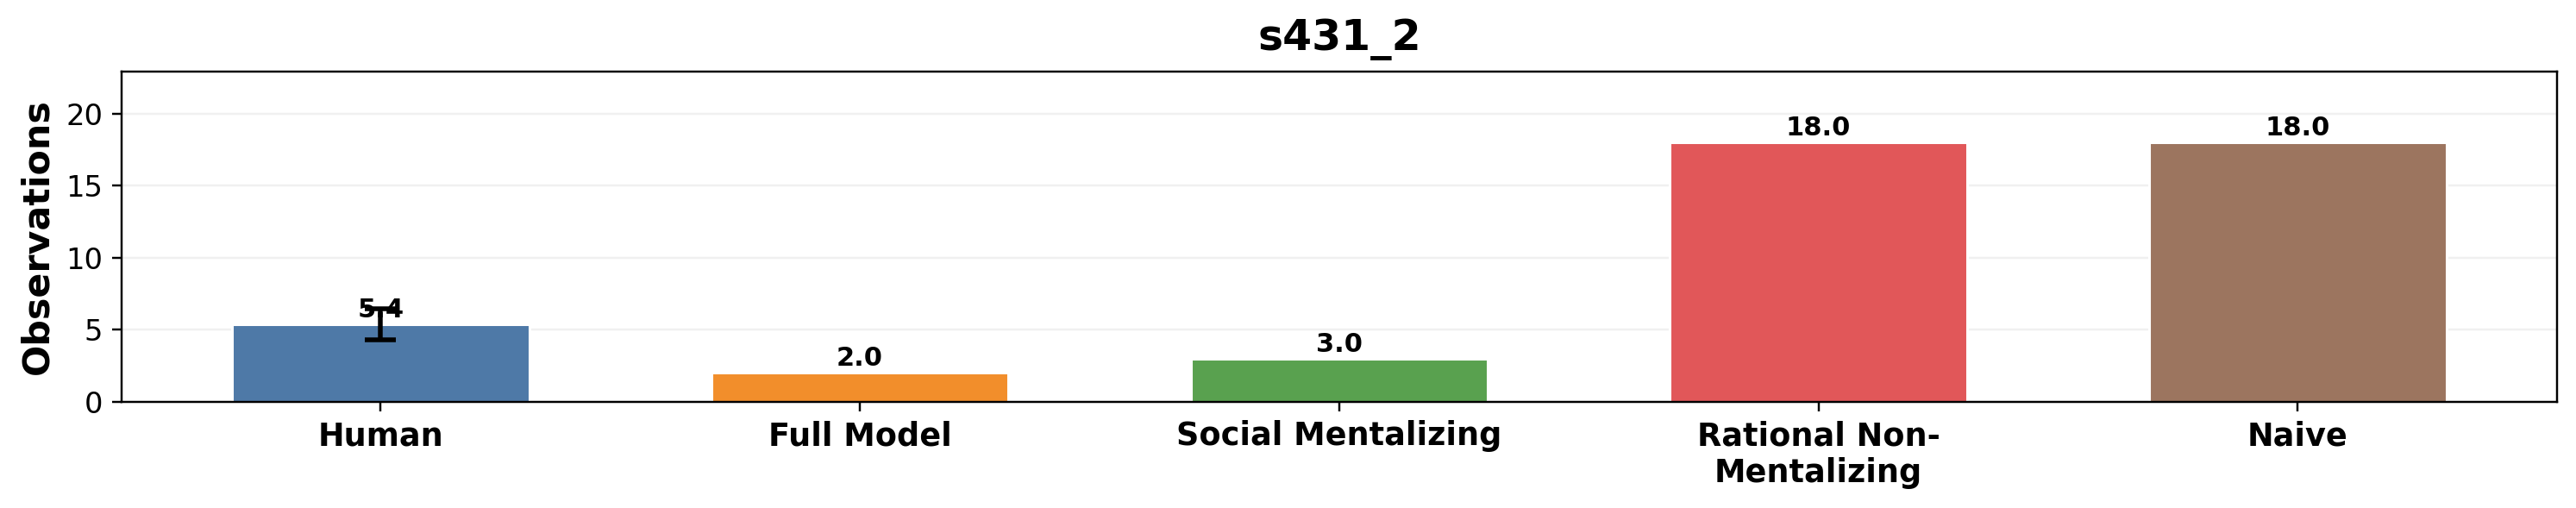 s431_2
Observations
20
15
10
5
0
5.4
2.0
3.0
18.0
18.0
Human
Full Model
Social Mentalizing
Rational Non-
Mentalizing
Naive